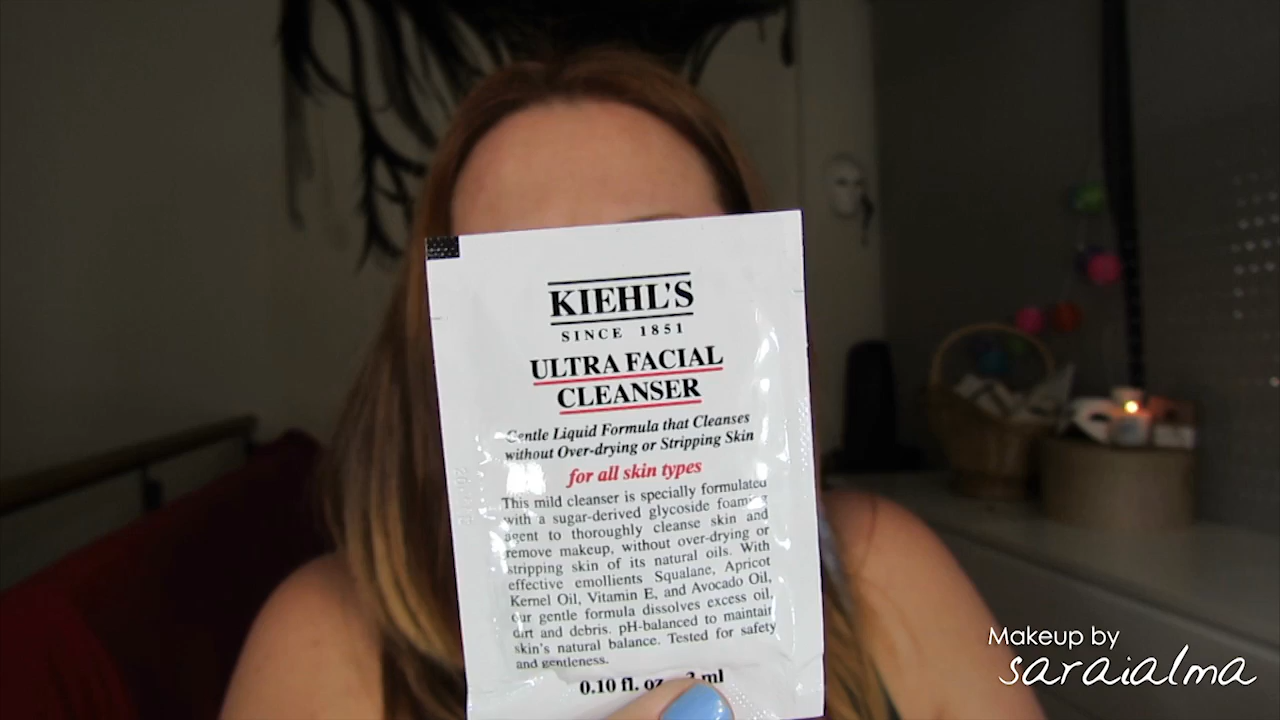 KIEHL'S
SINCE 1851
ULTRA FACIAL
CLEANSER
Gentle Liquid Formula that Cleanses
without Over-drying or Stripping Skin
for all skin types
This mild cleanser is specially formulated
with a sugar-derived glycoside foaming
agent to thoroughly cleanse skin and
remove makeup, without over-drying or
stripping skin of its natural oils. With
effective emollients Squalane, Apricot
Kernel Oil, Vitamin E, and Avocado Oil,
our gentle formula dissolves excess oil,
dirt and debris. pH-balanced to maintain
skin's natural balance. Tested for safety
and gentleness.
0.10 fl. oz 3 ml
Makeup by
saraialma